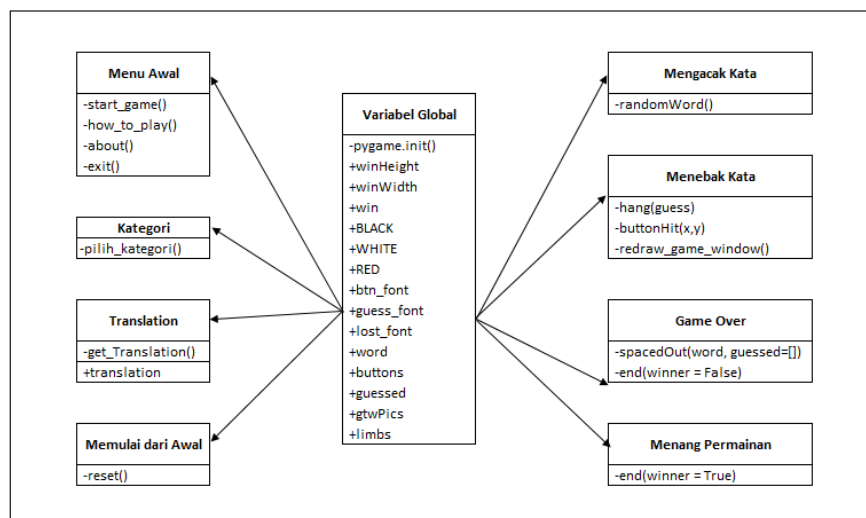 Menu Awal
-start_game()
-how_to_play()
-about()
-exit()
Kategori
-pilih_kategori()
Translation
-get_Translation()
+translation
Memulai dari Awal
-reset()
Variabel Global
-pygame.init()
+winHeight
+winWidth
+win
+BLACK
+WHITE
+RED
+btn_font
+guess_font
+lost_font
+word
+buttons
+guessed
+gtwPics
+limbs
Mengacak Kata
-randomWord()
Menebak Kata
-hang(guess)
-buttonHit(x,y)
-redraw_game_window()
Game Over
-spacedOut(word, guessed=[])
-end(winner = False)
Menang Permainan
-end(winner = True)